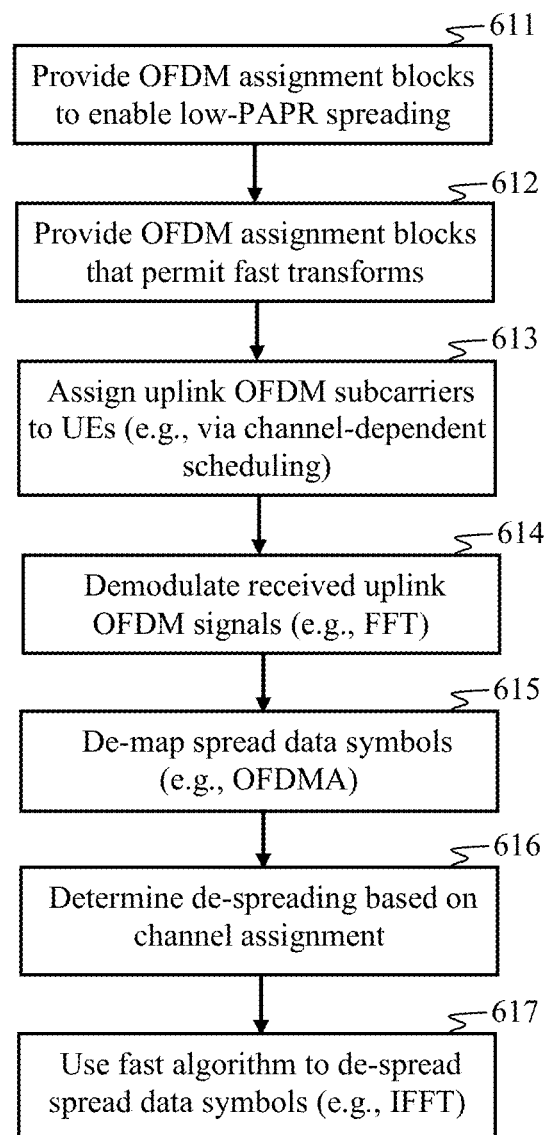 611
Provide OFDM assignment blocks
to enable low-PAPR spreading
612
Provide OFDM assignment blocks
that permit fast transforms
613
Assign uplink OFDM subcarriers
to UEs (e.g., via channel-dependent
scheduling)
614
Demodulate received uplink
OFDM signals (e.g., FFT)
615
De-map spread data symbols
(e.g., OFDMA)
616
Determine de-spreading based on
channel assignment
617
Use fast algorithm to de-spread
spread data symbols (e.g., IFFT)